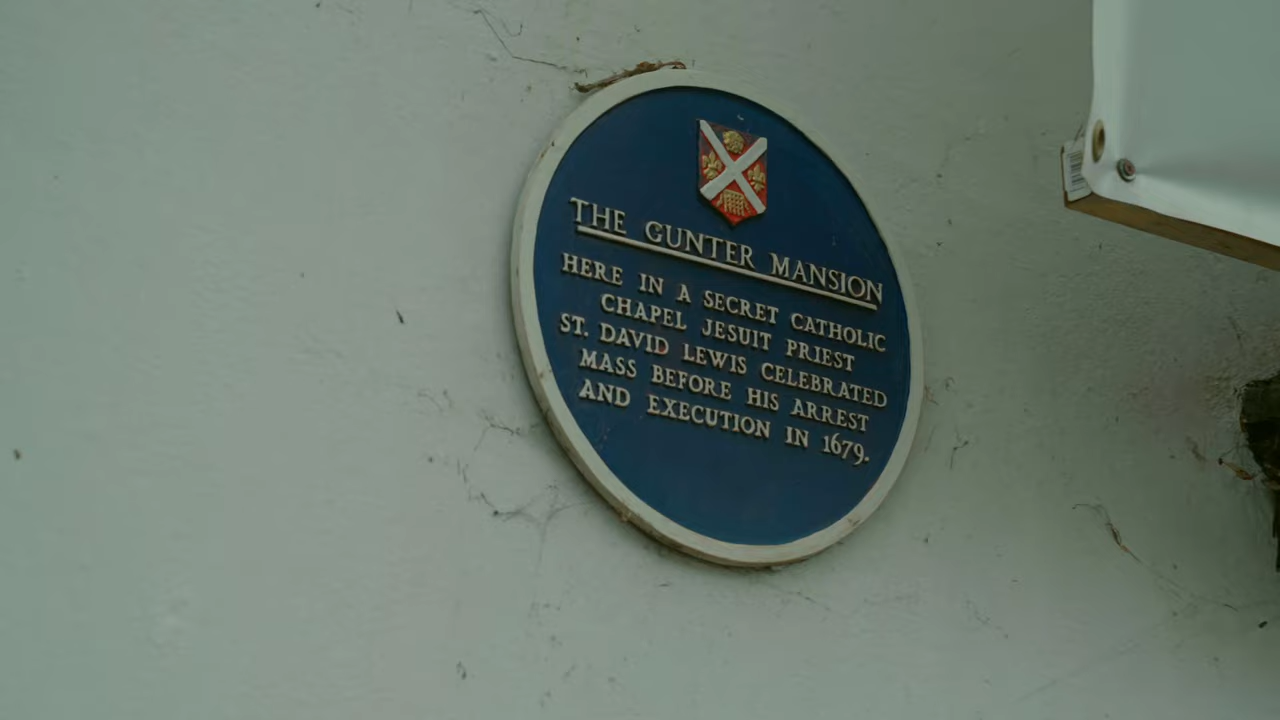 THE GUNTER MANSION
HERE IN A SECRET CATHOLIC
CHAPEL JESUIT PRIEST
ST. DAVID LEWIS CELEBRATED
MASS BEFORE HIS ARREST
AND EXECUTION IN 1679.